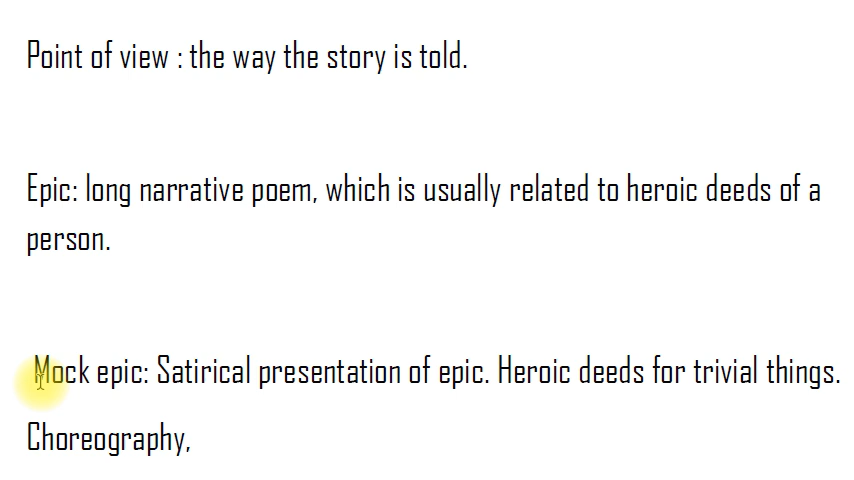 Point of view : the way the story is told.
Epic: long narrative poem, which is usually related to heroic deeds of a
person.
Mock epic: Satirical presentation of epic. Heroic deeds for trivial things.
Choreography,